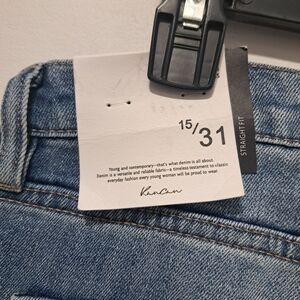 15/31
STRAIGHT FIT
Young and contemporary—that's what denim is all about.
Denim is a versatile and reliable fabric—a timeless testament to classic
everyday fashion every young woman will be proud to wear
KanCan